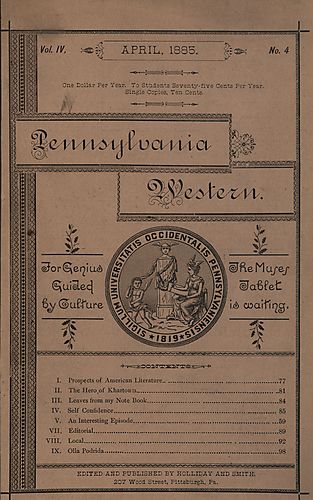 Vol. IV. APRIL, 1885. No. 4
One Dollar Per Year. To Students Seventy-five Cents Per Year.
Single Copies, Ten Cents.
Pennsylvania
Western.
For Genius
Guided
by Culture
SIGILLUM UNIVERSITATIS OCCIDENTALIS PENNSYLVANIENSIS
★ 1819 ★
The Muses
Tablet
is waiting.
CONTENTS
I. Prospects of American Literature 77
II. The Hero of Khartoum 81
III. Leaves from my Note Book 84
IV. Self Confidence 85
V. An Interesting Episode 59
VII. Editorial 89
VIII. Local 92
IX. Olla Podrida 98
EDITED AND PUBLISHED BY HOLLIDAY AND SMITH.
207 Wood Street, Pittsburgh, Pa.